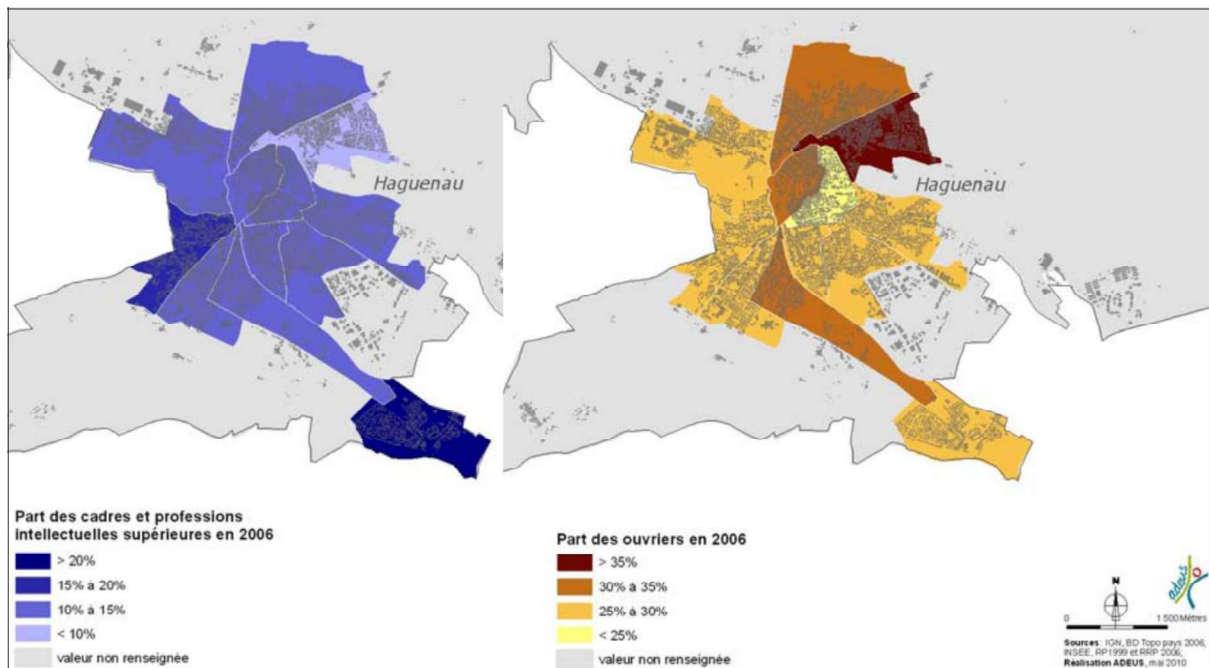 Haguenau
Haguenau
Part des cadres et professions
intellectuelles supérieures en 2006
> 20%
15% à 20%
10% à 15%
< 10%
valeur non renseignée
Part des ouvriers en 2006
> 35%
30% à 35%
25% à 30%
< 25%
valeur non renseignée
N
adeus
0 1 500 Mètres
Sources : IGN, BD Topo pays 2006,
INSEE, RP1999 et RRP 2006,
Réalisation ADEUS, mai 2010